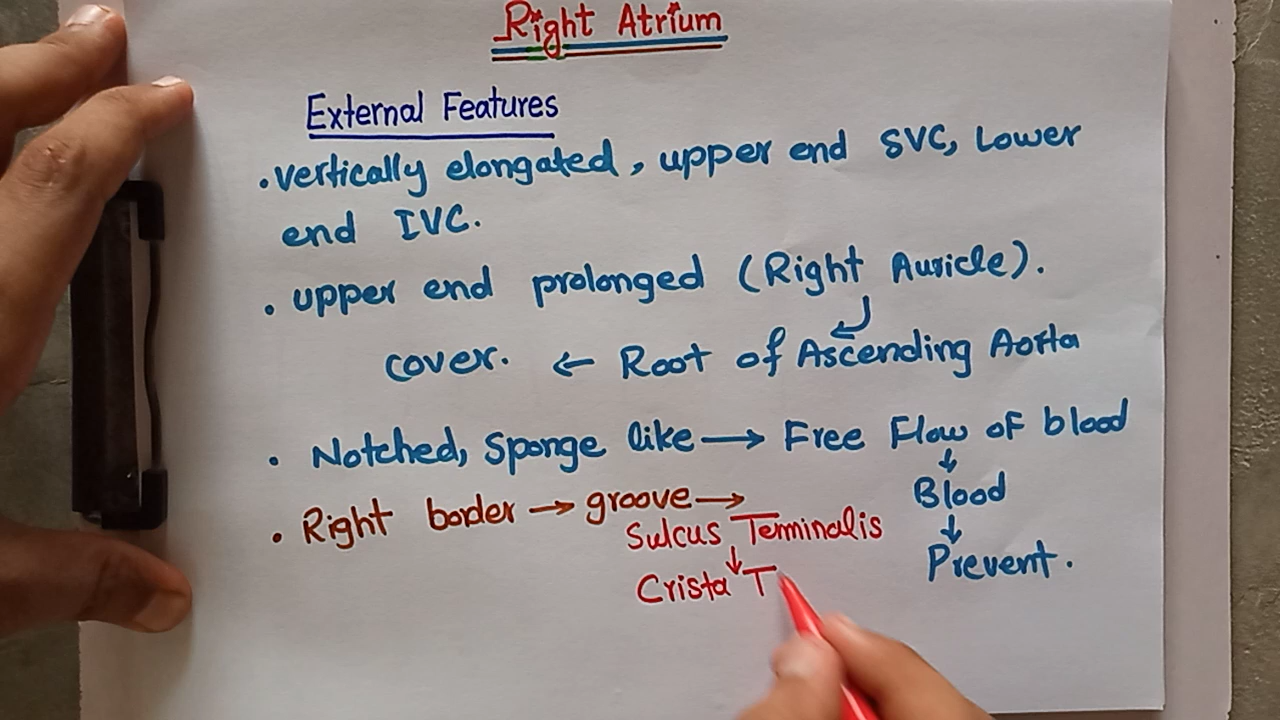 Right Atrium
External Features
• vertically elongated, upper end SVC, Lower
end IVC.
• upper end prolonged (Right Auricle).
↙
cover. ← Root of Ascending Aorta
• Notched, Sponge like → Free Flow of blood
↓
Blood
↓
Prevent.
• Right border → groove →
Sulcus Terminalis
↓
Crista T